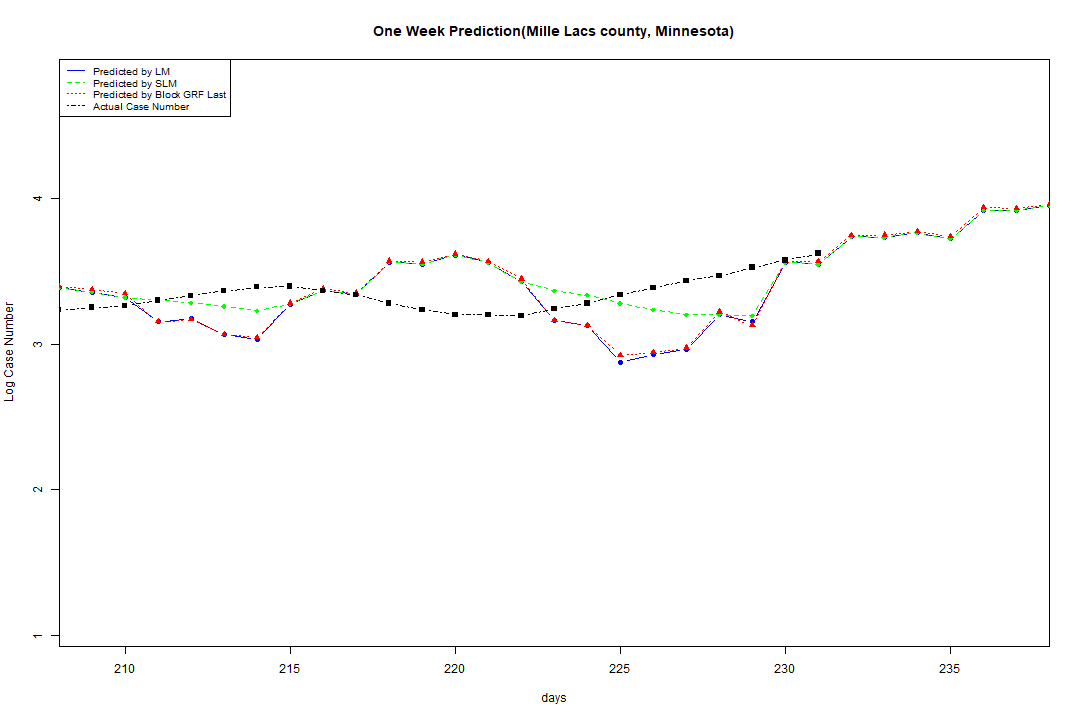 One Week Prediction(Mille Lacs county, Minnesota)
Predicted by LM
Predicted by SLM
Predicted by Block GRF Last
Actual Case Number
Log Case Number
4
3
2
1
210 215 220 225 230 235
days